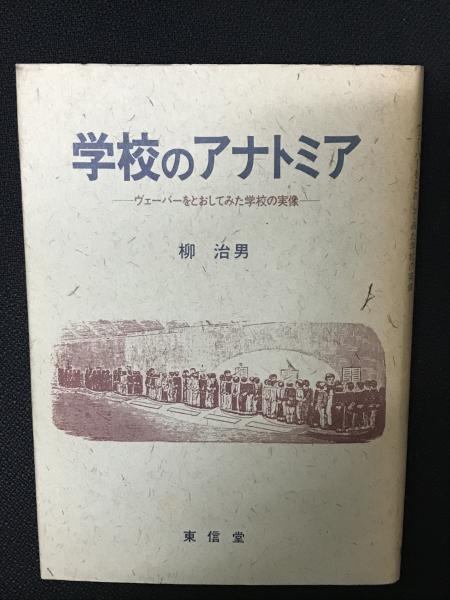 学校のアナトミア
――ヴェーバーをとおしてみた学校の実像――
柳 治男
東信堂